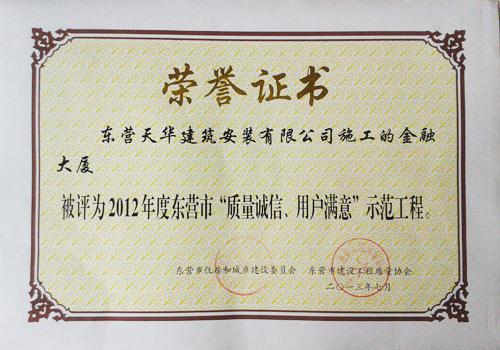 荣誉证书
东营天华建筑安装有限公司施工的金融
大厦
被评为2012年度东营市“质量诚信、用户满意”示范工程。
东营市住房和城乡建设委员会 东营市建设工程质量协会
二〇一三年七月